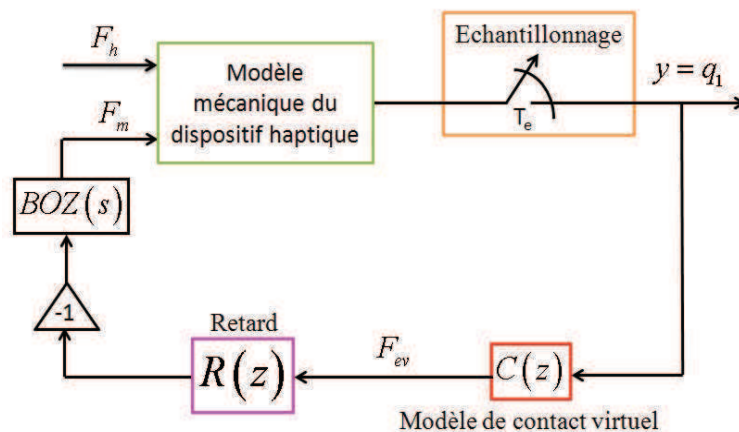 Echantillonnage
F_h
Modèle
mécanique du
dispositif haptique
T_e
y = q_1
F_m
BOZ(s)
-1
Retard
R(z)
F_ev
C(z)
Modèle de contact virtuel